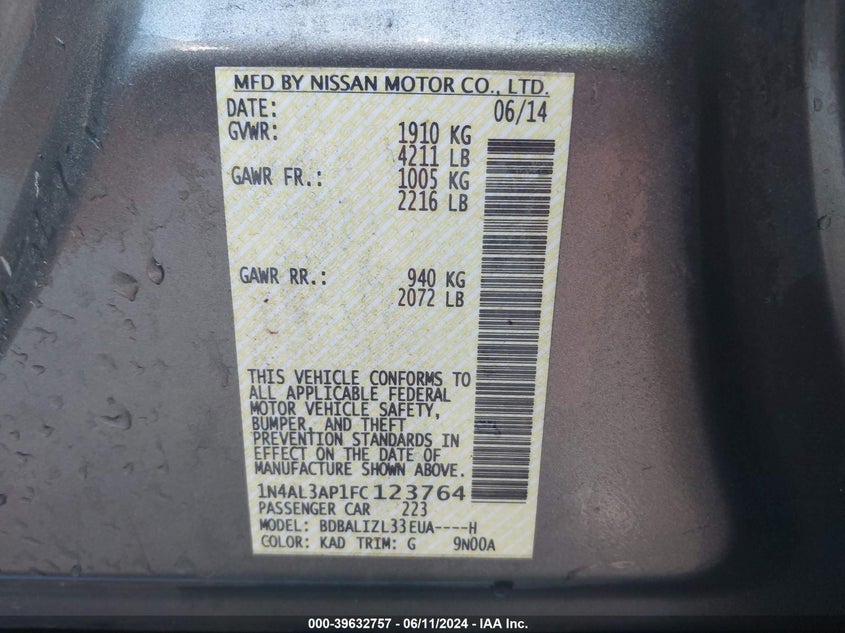 MFD BY NISSAN MOTOR CO., LTD.
DATE: 06/14
GVWR: 1910 KG
4211 LB
GAWR FR.: 1005 KG
2216 LB
GAWR RR.: 940 KG
2072 LB
THIS VEHICLE CONFORMS TO
ALL APPLICABLE FEDERAL
MOTOR VEHICLE SAFETY,
BUMPER, AND THEFT
PREVENTION STANDARDS IN
EFFECT ON THE DATE OF
MANUFACTURE SHOWN ABOVE.
1N4AL3AP1FC123764
PASSENGER CAR 223
MODEL: BDBALIZL33EUA----H
COLOR: KAD TRIM: G 9N00A
000-39632757 - 06/11/2024 - IAA Inc.